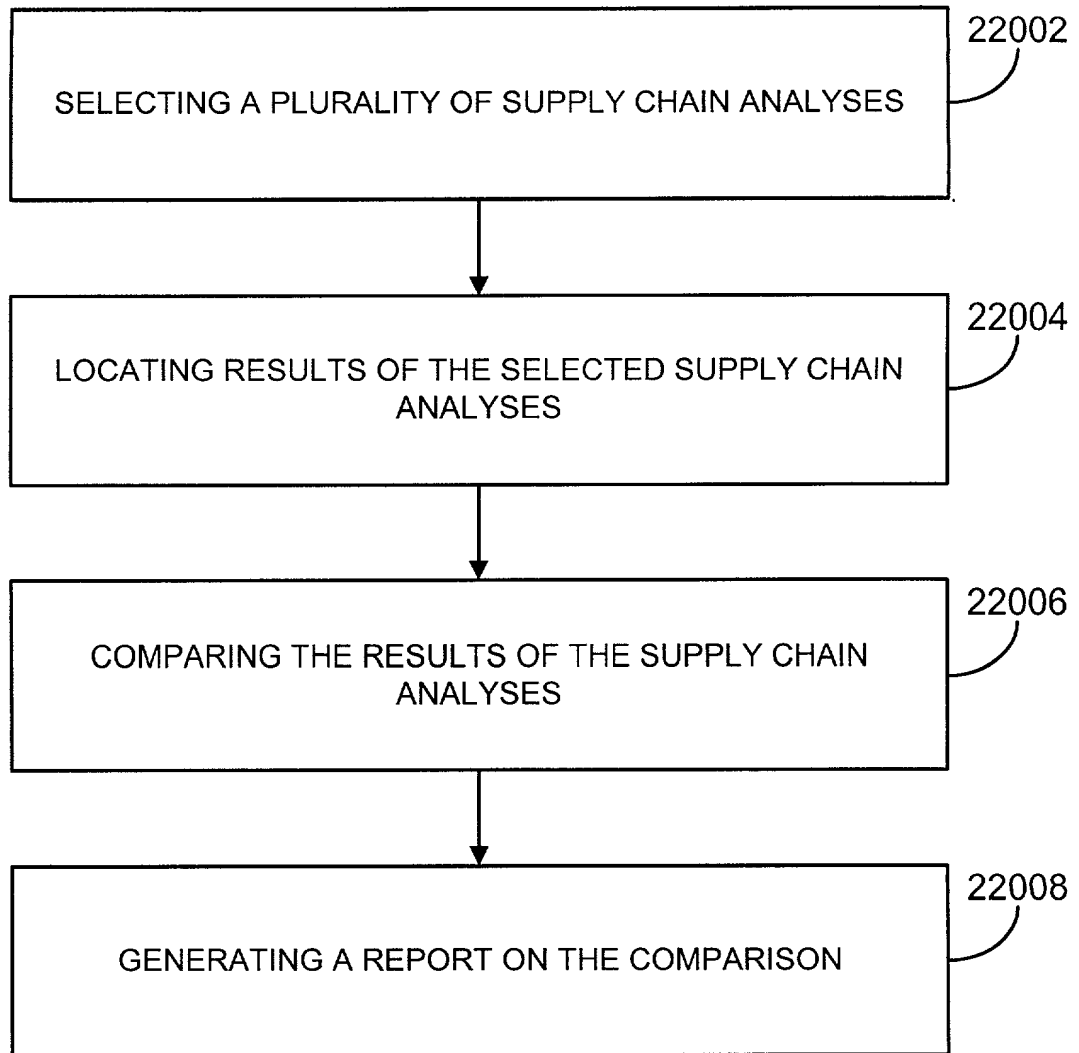 22002
SELECTING A PLURALITY OF SUPPLY CHAIN ANALYSES
22004
LOCATING RESULTS OF THE SELECTED SUPPLY CHAIN
ANALYSES
22006
COMPARING THE RESULTS OF THE SUPPLY CHAIN
ANALYSES
22008
GENERATING A REPORT ON THE COMPARISON